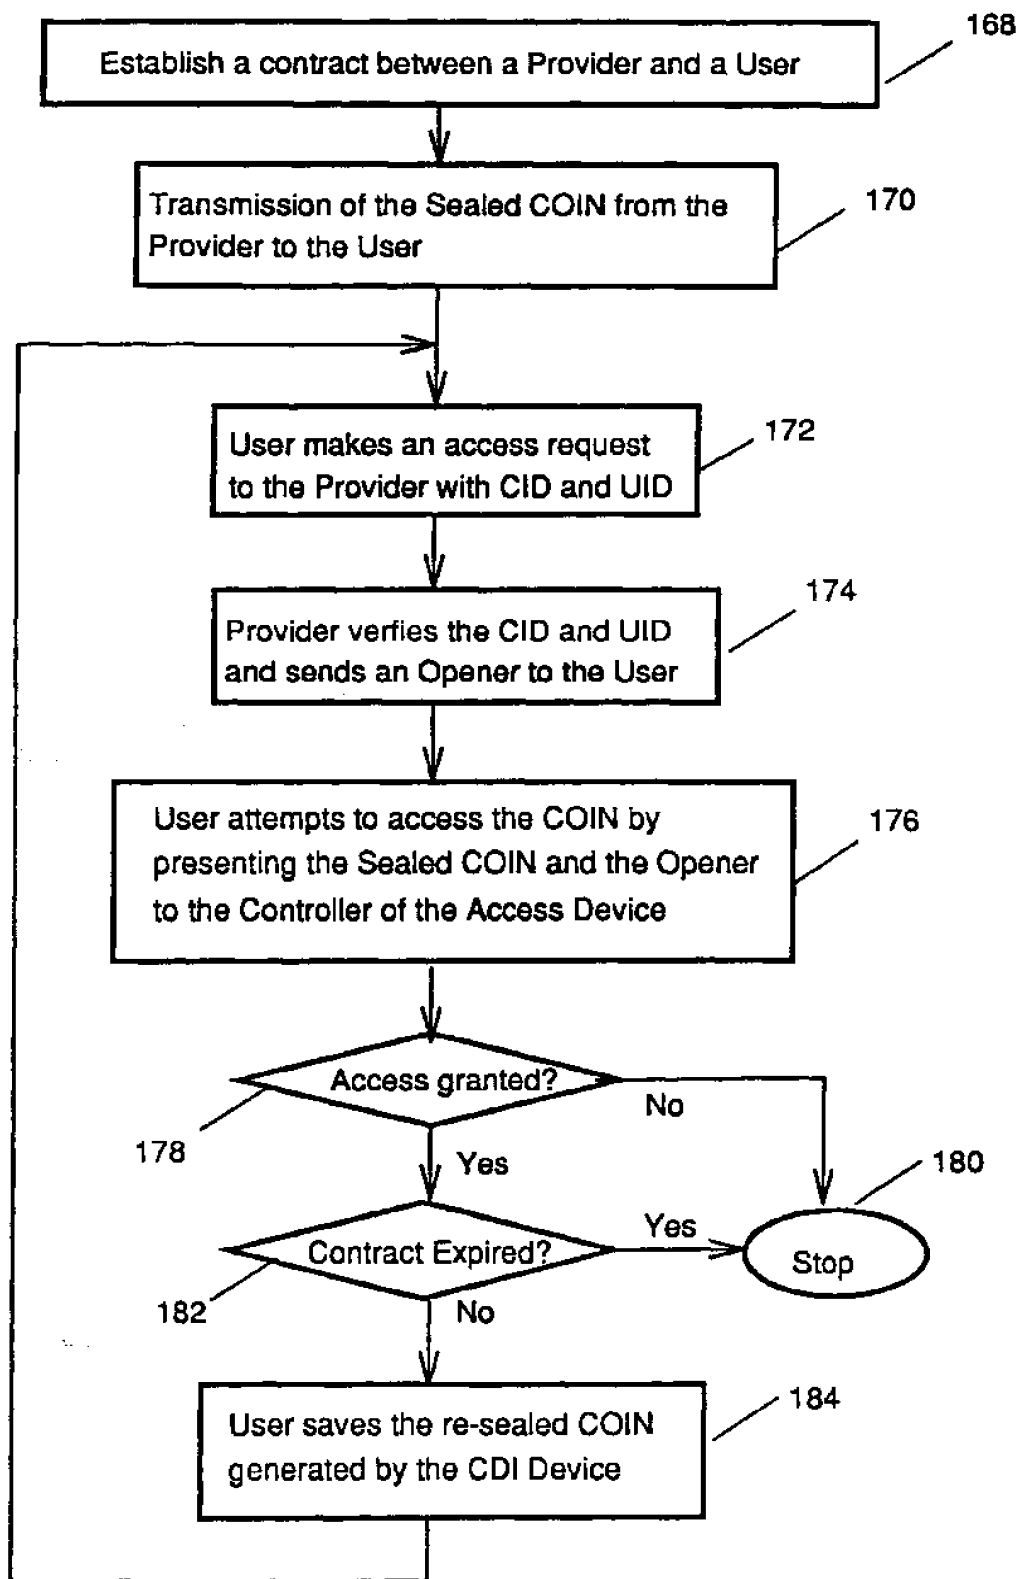 168
Establish a contract between a Provider and a User
170
Transmission of the Sealed COIN from the
Provider to the User
172
User makes an access request
to the Provider with CID and UID
174
Provider verfies the CID and UID
and sends an Opener to the User
176
User attempts to access the COIN by
presenting the Sealed COIN and the Opener
to the Controller of the Access Device
Access granted?
No
178
Yes
180
Yes
Contract Expired?
Stop
182
No
184
User saves the re-sealed COIN
generated by the CDI Device